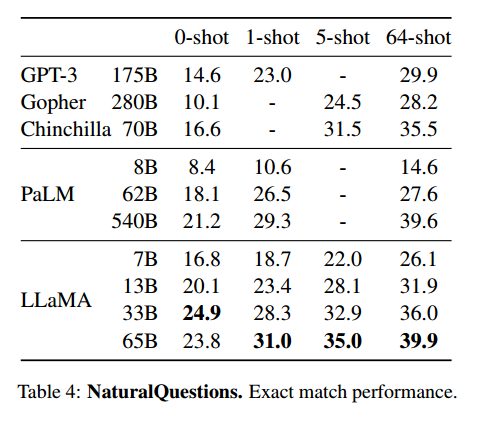 0-shot 1-shot 5-shot 64-shot
GPT-3 175B 14.6 23.0 - 29.9
Gopher 280B 10.1 - 24.5 28.2
Chinchilla 70B 16.6 - 31.5 35.5
8B 8.4 10.6 - 14.6
PaLM 62B 18.1 26.5 - 27.6
540B 21.2 29.3 - 39.6
7B 16.8 18.7 22.0 26.1
13B 20.1 23.4 28.1 31.9
LLaMA
33B 24.9 28.3 32.9 36.0
65B 23.8 31.0 35.0 39.9
Table 4: NaturalQuestions. Exact match performance.